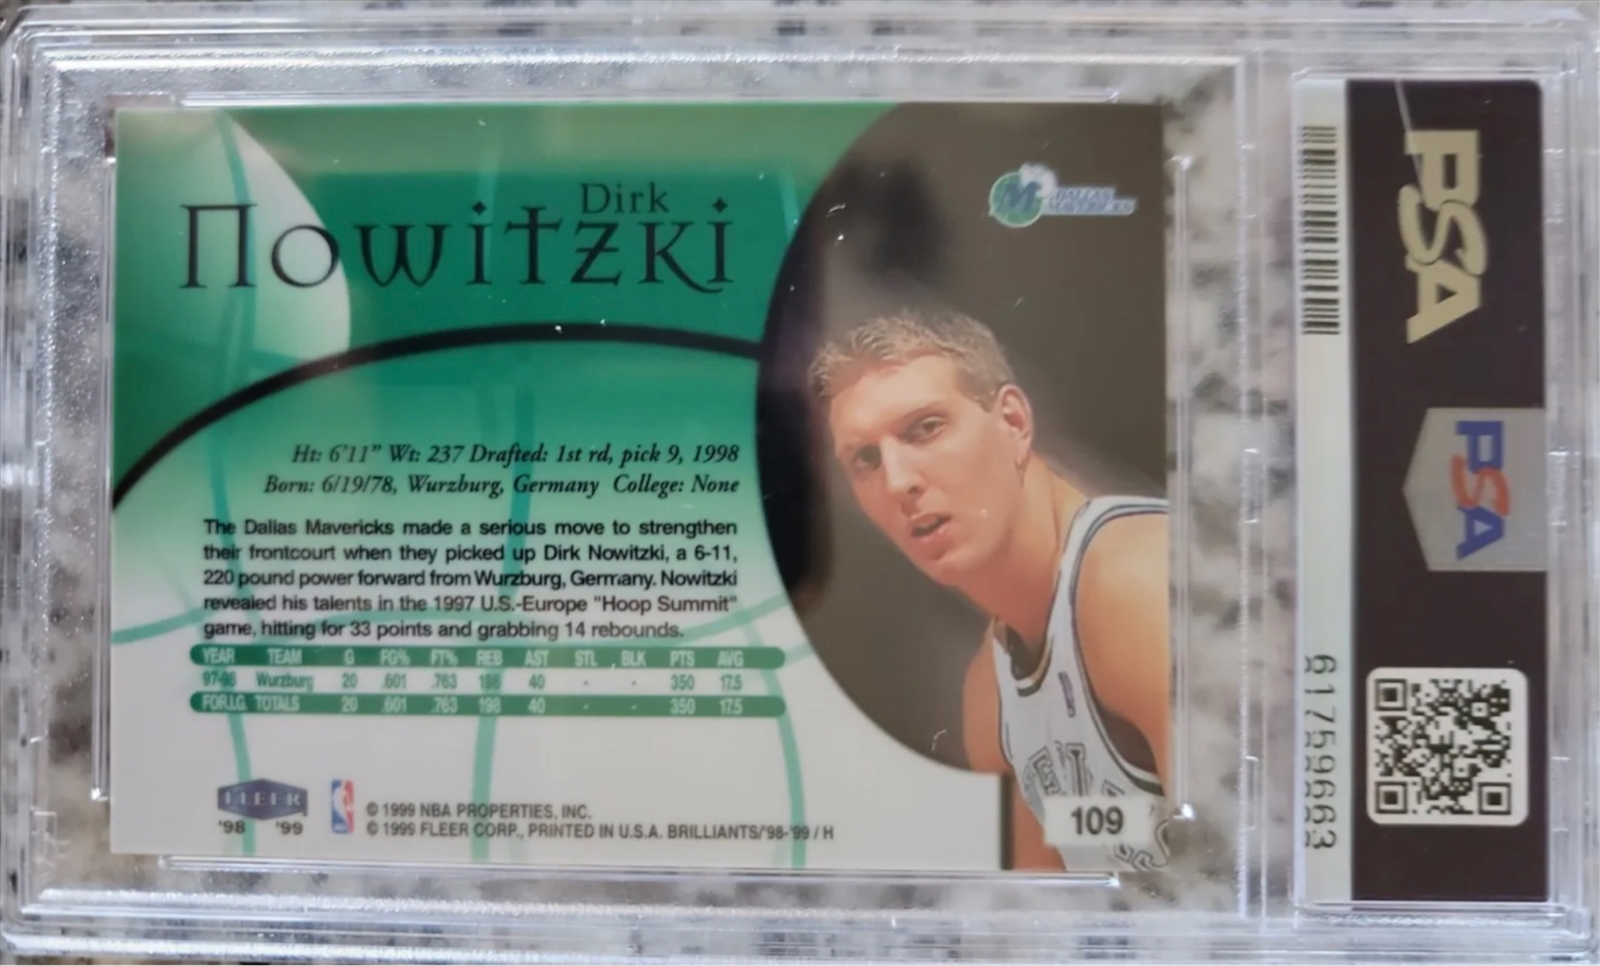 Dirk
Nowitzki
DALLAS
MAVERICKS
Ht: 6'11” Wt: 237 Drafted: 1st rd, pick 9, 1998
Born: 6/19/78, Wurzburg, Germany College: None
The Dallas Mavericks made a serious move to strengthen
their frontcourt when they picked up Dirk Nowitzki, a 6-11,
220 pound power forward from Wurzburg, Germany. Nowitzki
revealed his talents in the 1997 U.S.-Europe "Hoop Summit"
game, hitting for 33 points and grabbing 14 rebounds.
YEAR TEAM G FG% FT% REB AST STL BLK PTS AVG
97-98 Wurzburg 20 .601 .763 198 40 - - 350 17.5
FOR.LG. TOTALS 20 .601 .763 198 40 - - 350 17.5
FLEER
'98 '99
© 1999 NBA PROPERTIES, INC.
© 1999 FLEER CORP., PRINTED IN U.S.A. BRILLIANTS/'98-'99 / H
109
PSA
PSA
61759663